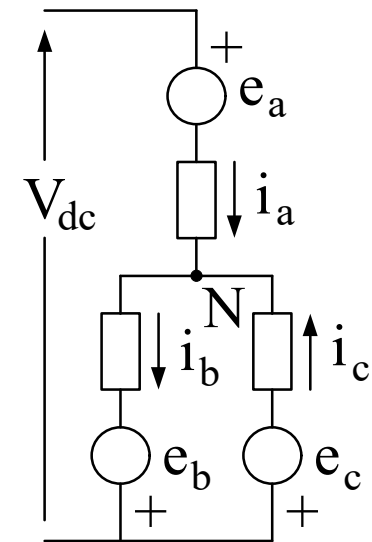 +
e_a
V_dc
i_a
N
i_b
i_c
e_b
e_c
+
+